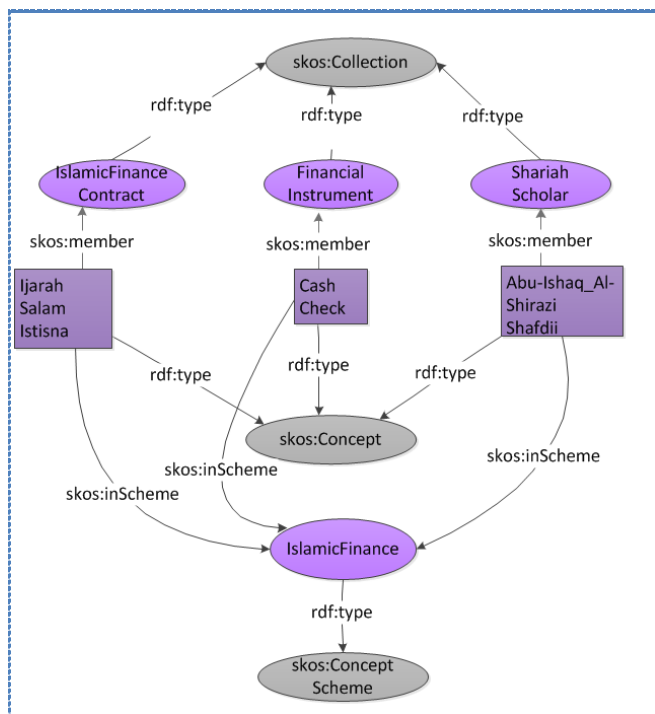 skos:Collection
rdf:type
rdf:type
rdf:type
IslamicFinance
Contract
Financial
Instrument
Shariah
Scholar
skos:member
skos:member
skos:member
Ijarah
Salam
Istisna
Cash
Check
Abu-Ishaq_Al-
Shirazi
Shafdii
rdf:type
rdf:type
rdf:type
skos:Concept
skos:inScheme
skos:inScheme
skos:inScheme
IslamicFinance
rdf:type
skos:Concept
Scheme